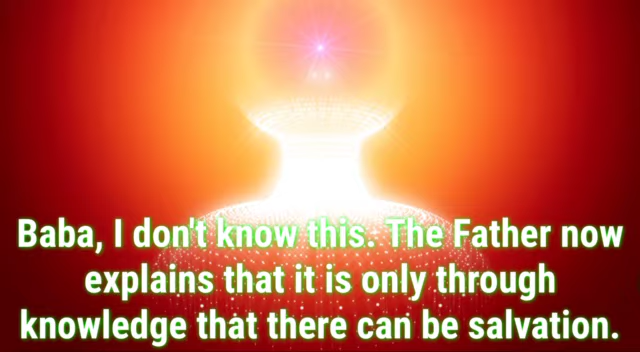 Baba, I don't know this. The Father now
explains that it is only through
knowledge that there can be salvation.